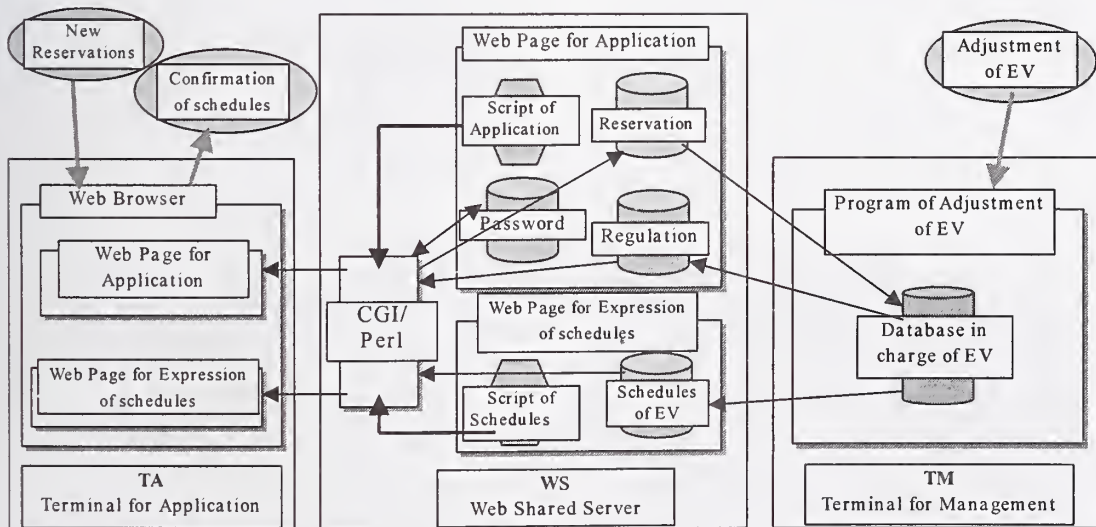 New
Reservations
Confirmation
of schedules
Web Browser
Web Page for
Application
Web Page for Expression
of schedules
TA
Terminal for Application
Web Page for Application
Script of
Application
Reservation
Password
Regulation
CGI/
Perl
Web Page for Expression
of schedules
Script of
Schedules
Schedules
of EV
WS
Web Shared Server
Adjustment
of EV
Program of Adjustment
of EV
Database in
charge of EV
TM
Terminal for Management